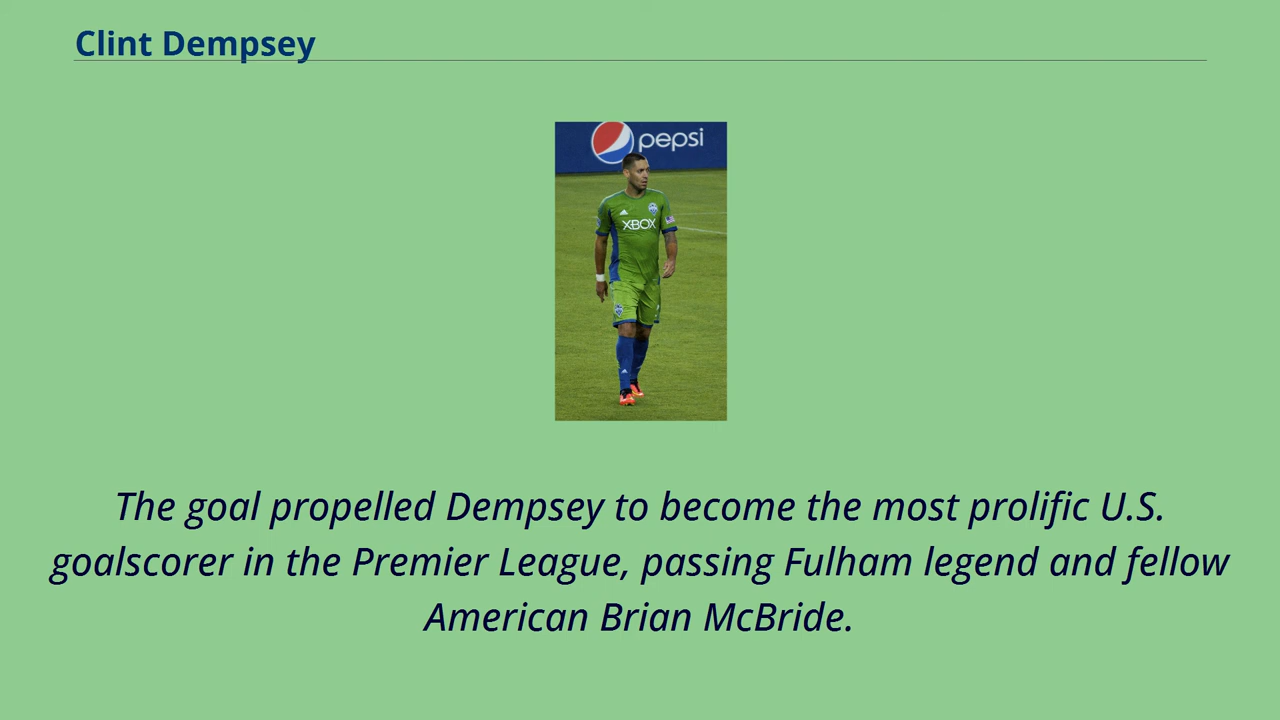 Clint Dempsey
pepsi
XBOX
The goal propelled Dempsey to become the most prolific U.S.
goalscorer in the Premier League, passing Fulham legend and fellow
American Brian McBride.